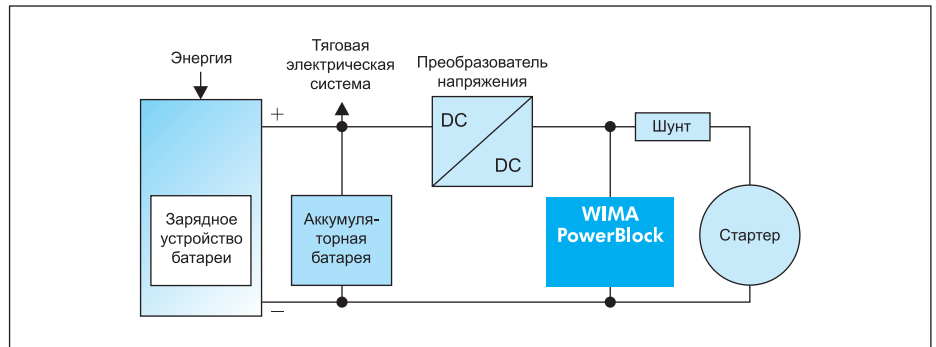 Энергия
Тяговая
электрическая
система
Преобразователь
напряжения
+
DC
DC
Шунт
Зарядное
устройство
батареи
Аккумуля-
торная
батарея
WIMA
PowerBlock
Стартер
−